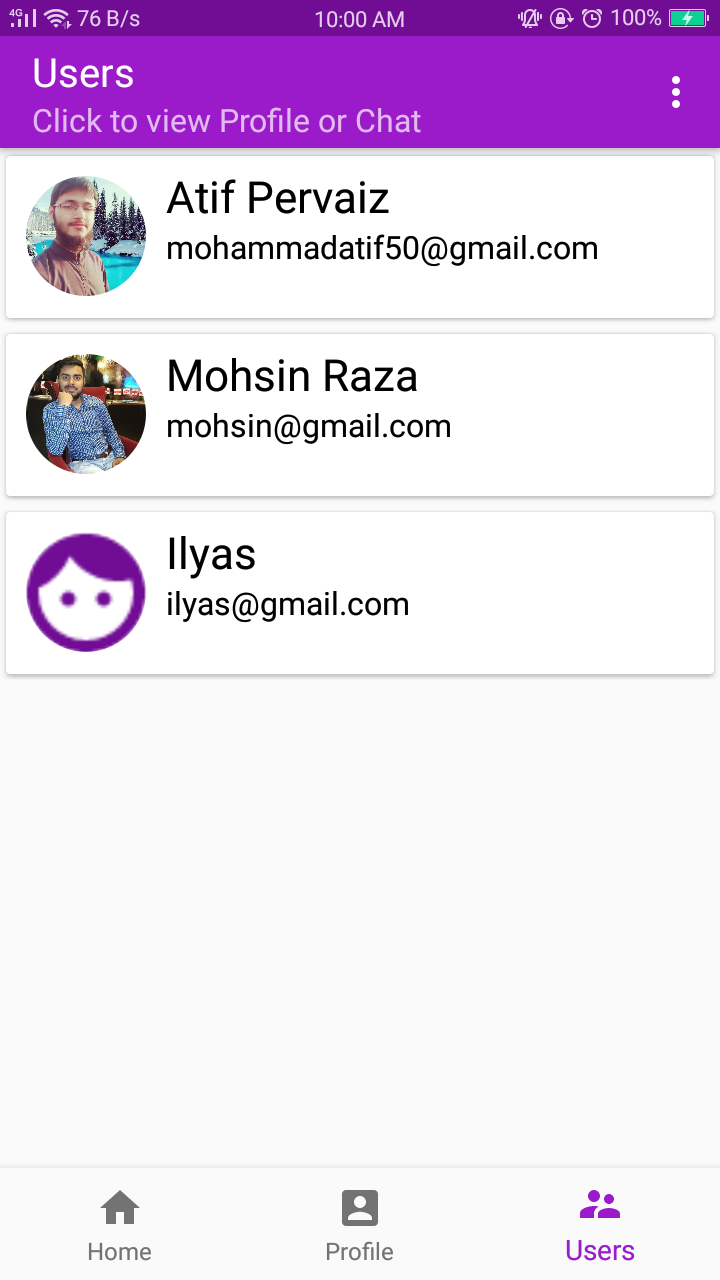 4G 76 B/s 10:00 AM 100%
Users
Click to view Profile or Chat
Atif Pervaiz
mohammadatif50@gmail.com
Mohsin Raza
mohsin@gmail.com
Ilyas
ilyas@gmail.com
Home Profile Users